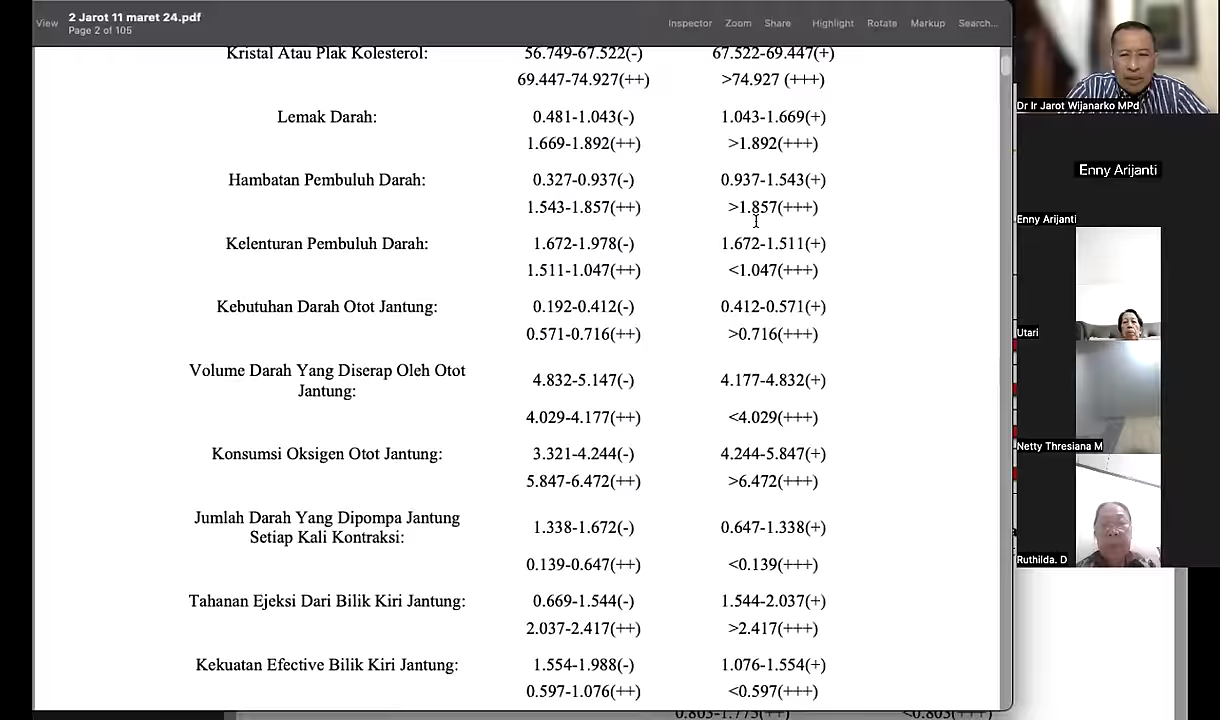 View
2 Jarot 11 maret 24.pdf
Page 2 of 105
Inspector Zoom Share Highlight Rotate Markup Search...
Kristal Atau Plak Kolesterol: 56.749-67.522(-) 67.522-69.447(+)
69.447-74.927(++) >74.927 (+++)
Lemak Darah: 0.481-1.043(-) 1.043-1.669(+)
1.669-1.892(++) >1.892(+++)
Hambatan Pembuluh Darah: 0.327-0.937(-) 0.937-1.543(+)
1.543-1.857(++) >1.857(+++)
Kelenturan Pembuluh Darah: 1.672-1.978(-) 1.672-1.511(+)
1.511-1.047(++) <1.047(+++)
Kebutuhan Darah Otot Jantung: 0.192-0.412(-) 0.412-0.571(+)
0.571-0.716(++) >0.716(+++)
Volume Darah Yang Diserap Oleh Otot
Jantung: 4.832-5.147(-) 4.177-4.832(+)
4.029-4.177(++) <4.029(+++)
Konsumsi Oksigen Otot Jantung: 3.321-4.244(-) 4.244-5.847(+)
5.847-6.472(++) >6.472(+++)
Jumlah Darah Yang Dipompa Jantung
Setiap Kali Kontraksi: 1.338-1.672(-) 0.647-1.338(+)
0.139-0.647(++) <0.139(+++)
Tahanan Ejeksi Dari Bilik Kiri Jantung: 0.669-1.544(-) 1.544-2.037(+)
2.037-2.417(++) >2.417(+++)
Kekuatan Efective Bilik Kiri Jantung: 1.554-1.988(-) 1.076-1.554(+)
0.597-1.076(++) <0.597(+++)
Dr Ir Jarot Wijanarko MPd
Enny Arijanti
Enny Arijanti
Utari
Netty Thresiana M
Ruthilda. D